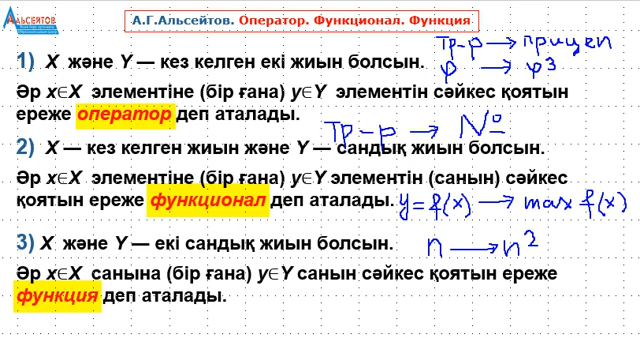 АЛЬСЕЙТОВ
А.Г.Альсейтов. Оператор. Функционал. Функция
тр-р → прицеп
1) X және Y — кез келген екі жиын болсын.
φ → φ3
Әр x∈X элементіне (бір ғана) y∈Y элементін сәйкес қоятын
ереже оператор деп аталады.
тр-р → №
2) X — кез келген жиын және Y — сандық жиын болсын.
Әр x∈X элементіне (бір ғана) y∈Y элементін (санын) сәйкес
қоятын ереже функционал деп аталады. y=f(x) → max f(x)
3) X және Y — екі сандық жиын болсын. n → n²
Әр x∈X санына (бір ғана) y∈Y санын сәйкес қоятын ереже
функция деп аталады.